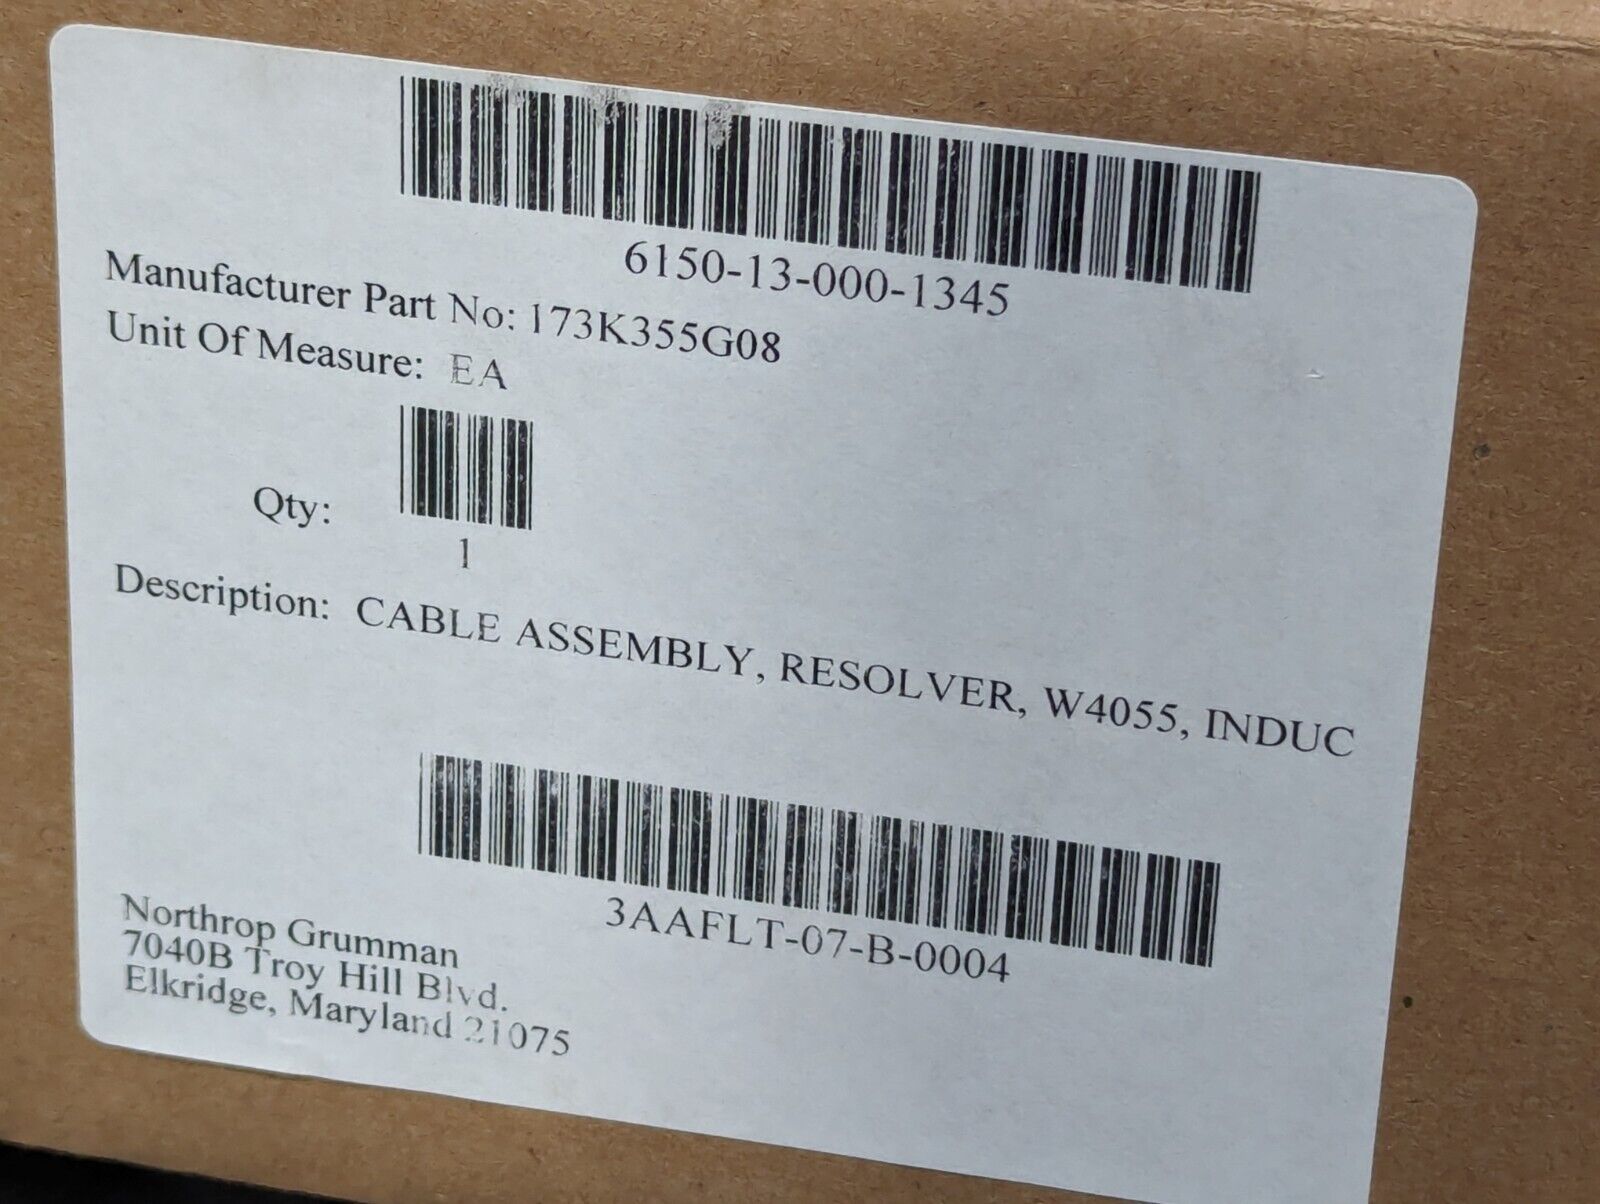 6150-13-000-1345
Manufacturer Part No: 173K355G08
Unit Of Measure: EA
Qty:
1
Description: CABLE ASSEMBLY, RESOLVER, W4055, INDUC
3AAFLT-07-B-0004
Northrop Grumman
7040B Troy Hill Blvd.
Elkridge, Maryland 21075